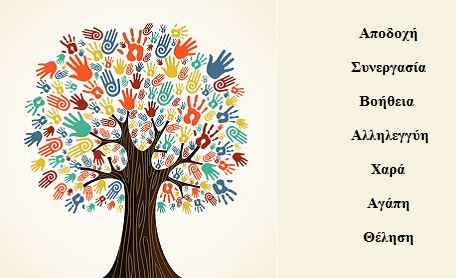 Αποδοχή
Συνεργασία
Βοήθεια
Αλληλεγγύη
Χαρά
Αγάπη
Θέληση